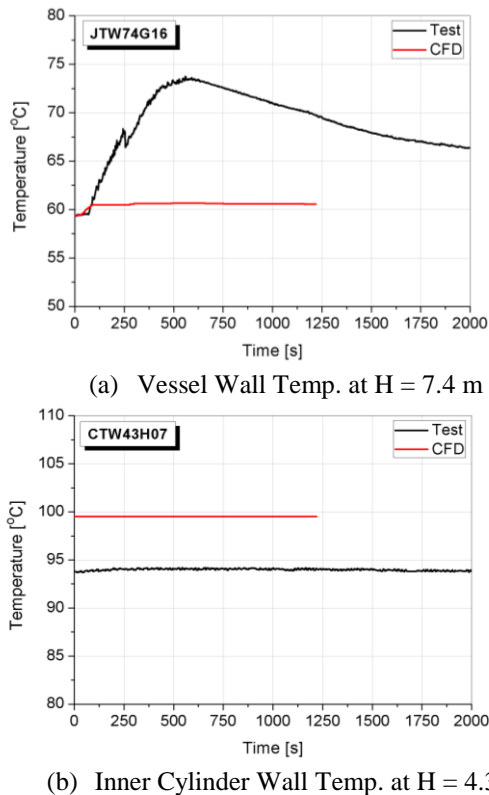 80
JTW74G16
Test
CFD
75
70
65
60
55
50
Temperature [°C]
0 250 500 750 1000 1250 1500 1750 2000
Time [s]
(a) Vessel Wall Temp. at H = 7.4 m
110
CTW43H07
Test
CFD
105
100
95
90
85
80
Temperature [°C]
0 250 500 750 1000 1250 1500 1750 2000
Time [s]
(b) Inner Cylinder Wall Temp. at H = 4.3